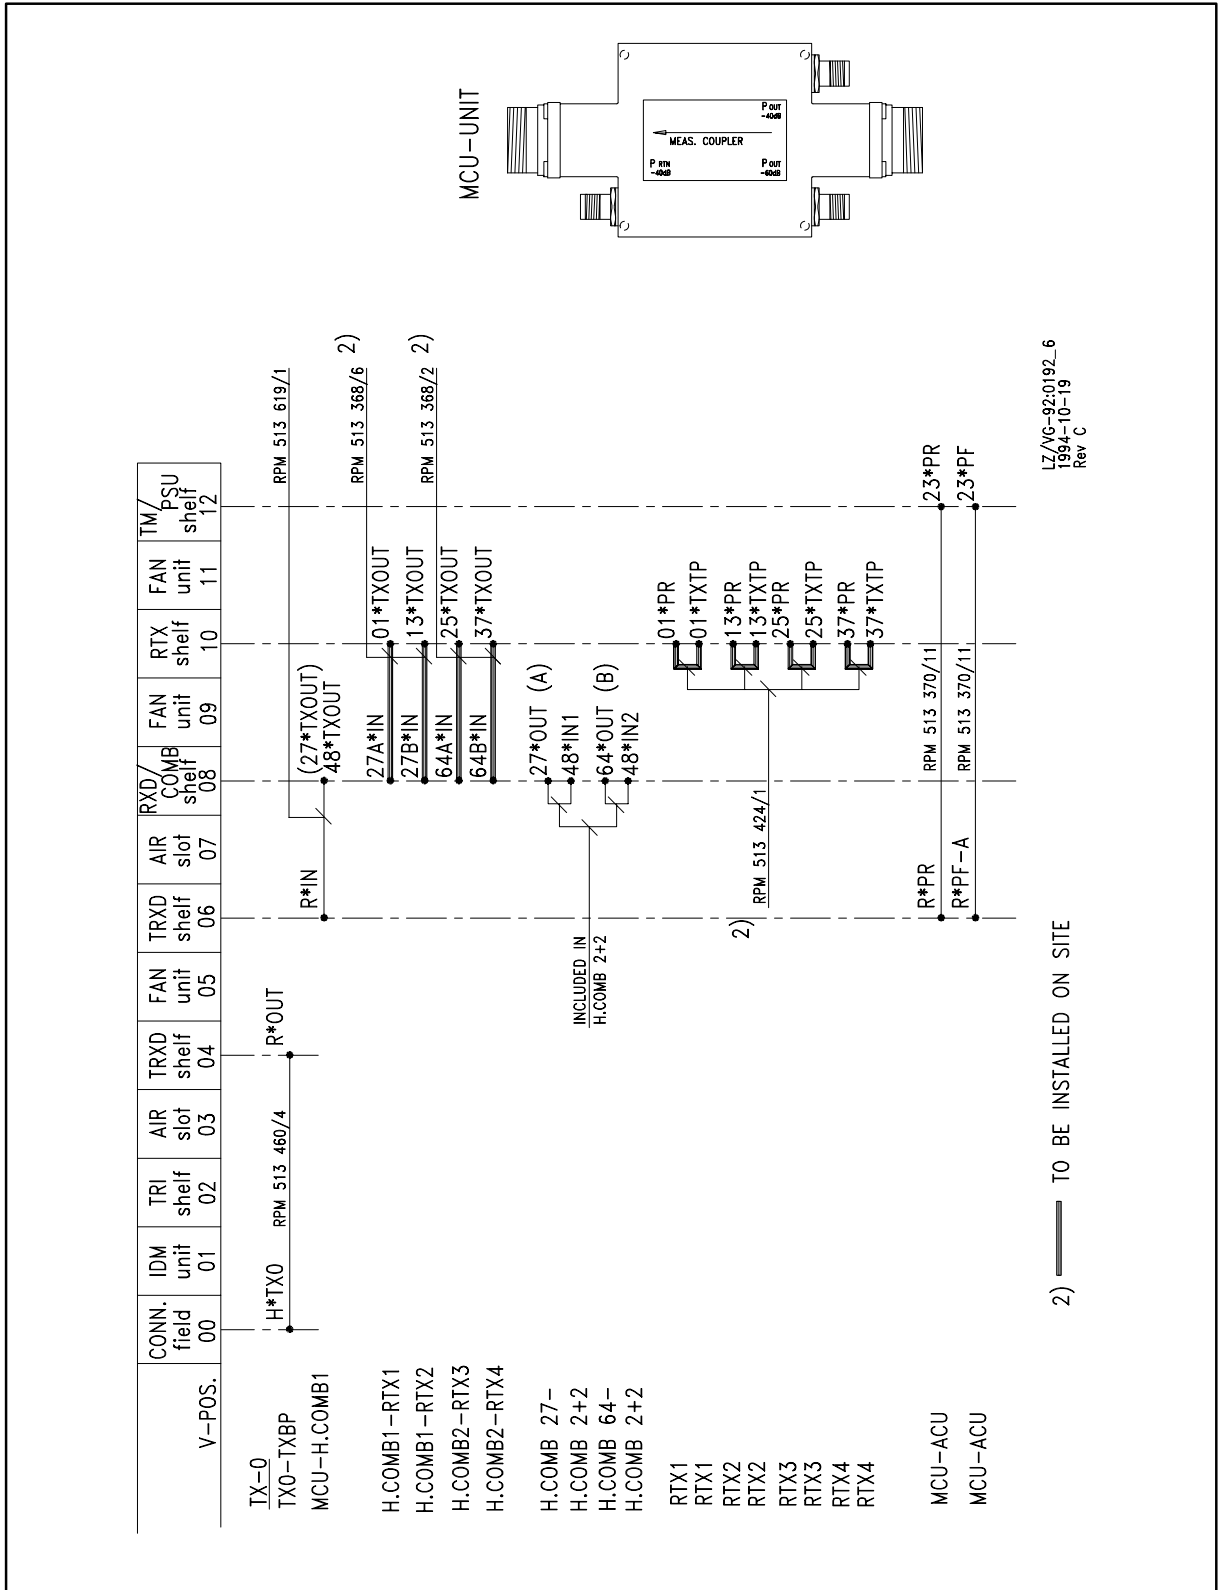 MCU-UNIT
P OUT
-40dB
MEAS. COUPLER
P RTN
-40dB
P OUT
-60dB
V-POS.
CONN.
field
00
IDM
unit
01
TRI
shelf
02
AIR
slot
03
TRXD
shelf
04
FAN
unit
05
TRXD
shelf
06
AIR
slot
07
RXD/
COMB
shelf
08
FAN
unit
09
RTX
shelf
10
FAN
unit
11
TM/
PSU
shelf
12
TX-0
TX0-TXBP
H*TX0
RPM 513 460/4
R*OUT
MCU-H.COMB1
R*IN
(27*TXOUT)
48*TXOUT
RPM 513 619/1
H.COMB1-RTX1
27A*IN
01*TXOUT
RPM 513 368/6
2)
H.COMB1-RTX2
27B*IN
13*TXOUT
H.COMB2-RTX3
64A*IN
25*TXOUT
RPM 513 368/2
2)
H.COMB2-RTX4
64B*IN
37*TXOUT
H.COMB 27-
27*OUT (A)
H.COMB 2+2
48*IN1
H.COMB 64-
64*OUT (B)
H.COMB 2+2
48*IN2
INCLUDED IN
H.COMB 2+2
RTX1
01*PR
RTX1
01*TXTP
RTX2
13*PR
RTX2
13*TXTP
RTX3
25*PR
RTX3
25*TXTP
RTX4
37*PR
RTX4
37*TXTP
2)
RPM 513 424/1
MCU-ACU
R*PR
RPM 513 370/11
23*PR
MCU-ACU
R*PF-A
RPM 513 370/11
23*PF
2)
TO BE INSTALLED ON SITE
LZ/VG-92:0192_6
1994-10-19
Rev C